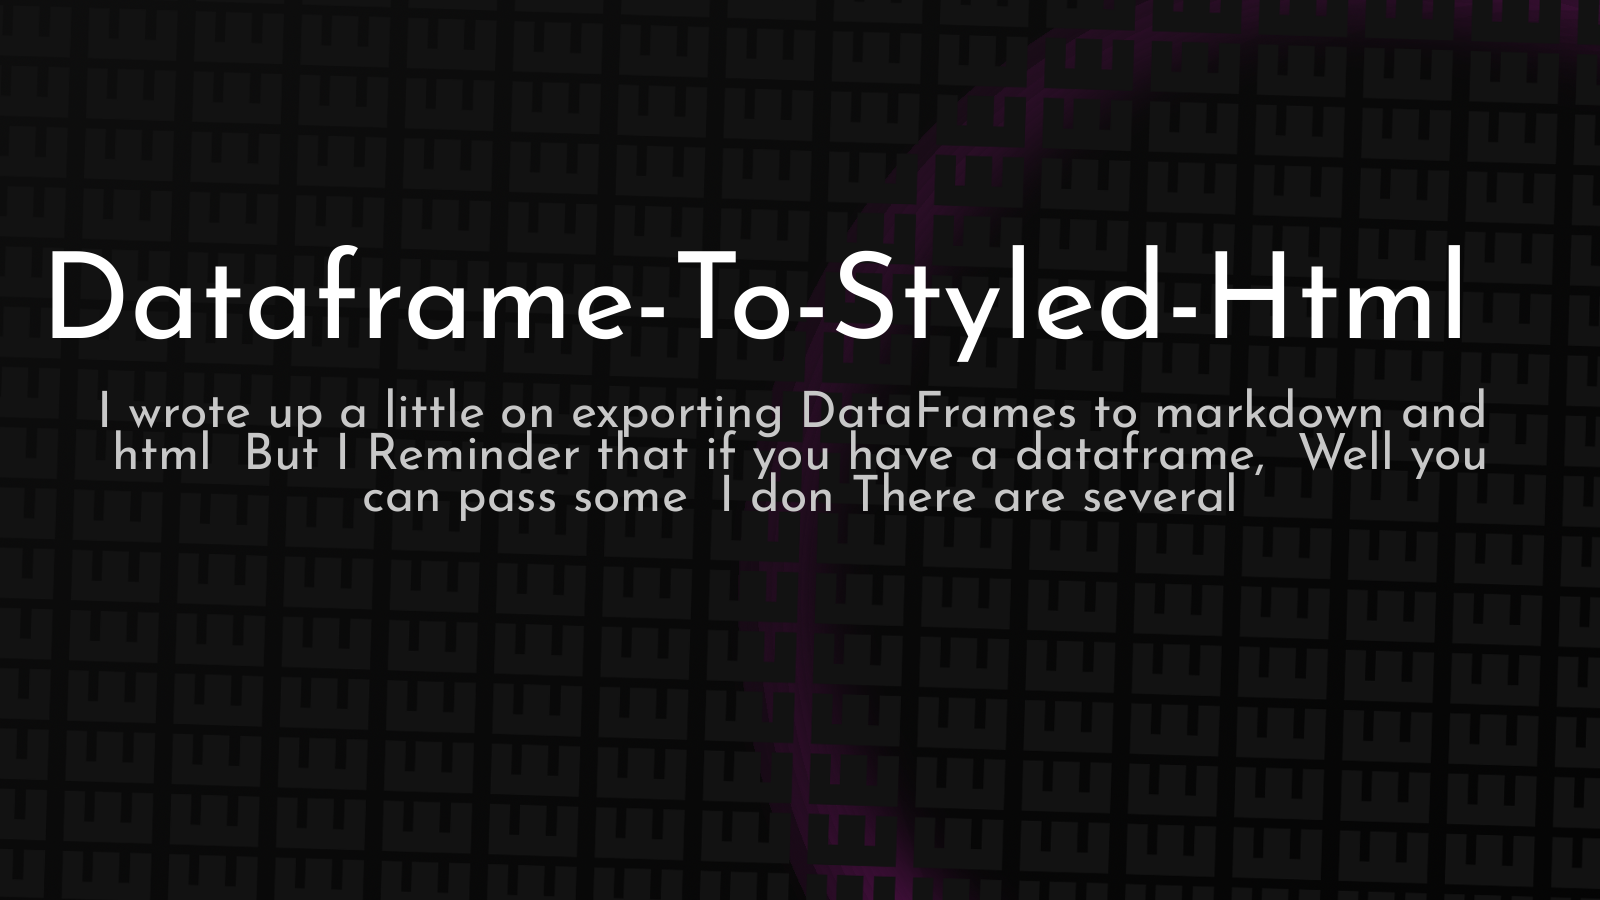 Dataframe-To-Styled-Html
I wrote up a little on exporting DataFrames to markdown and
html  But I Reminder that if you have a dataframe,  Well you
can pass some  I don There are several